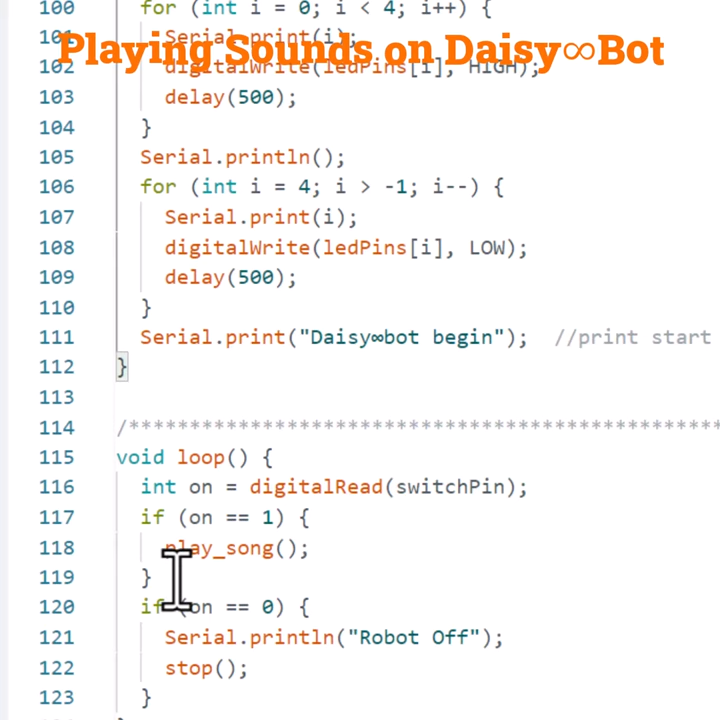 Playing Sounds on Daisy∞Bot
100 for (int i = 0; i < 4; i++) {
101 Serial.print(i);
102 digitalWrite(ledPins[i], HIGH);
103 delay(500);
104 }
105 Serial.println();
106 for (int i = 4; i > -1; i--) {
107 Serial.print(i);
108 digitalWrite(ledPins[i], LOW);
109 delay(500);
110 }
111 Serial.print("Daisy∞bot begin"); //print start
112 }
113
114 /**************************************************
115 void loop() {
116 int on = digitalRead(switchPin);
117 if (on == 1) {
118 play_song();
119 }
120 if (on == 0) {
121 Serial.println("Robot Off");
122 stop();
123 }